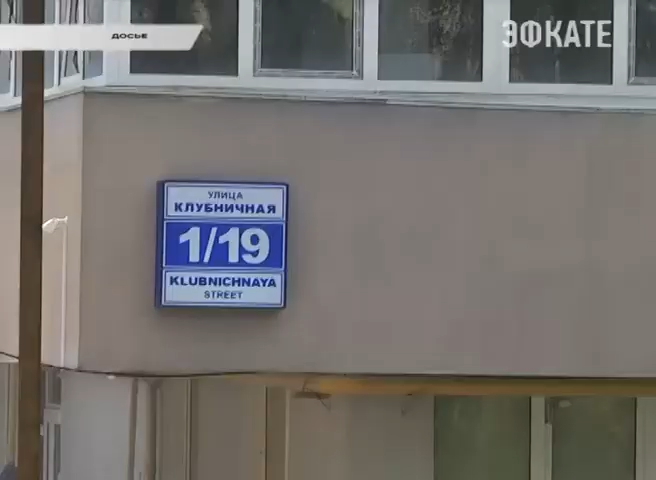 ДОСЬЕ
ЭФКАТЕ
УЛИЦА
КЛУБНИЧНАЯ
1/19
KLUBNICHNAYA
STREET